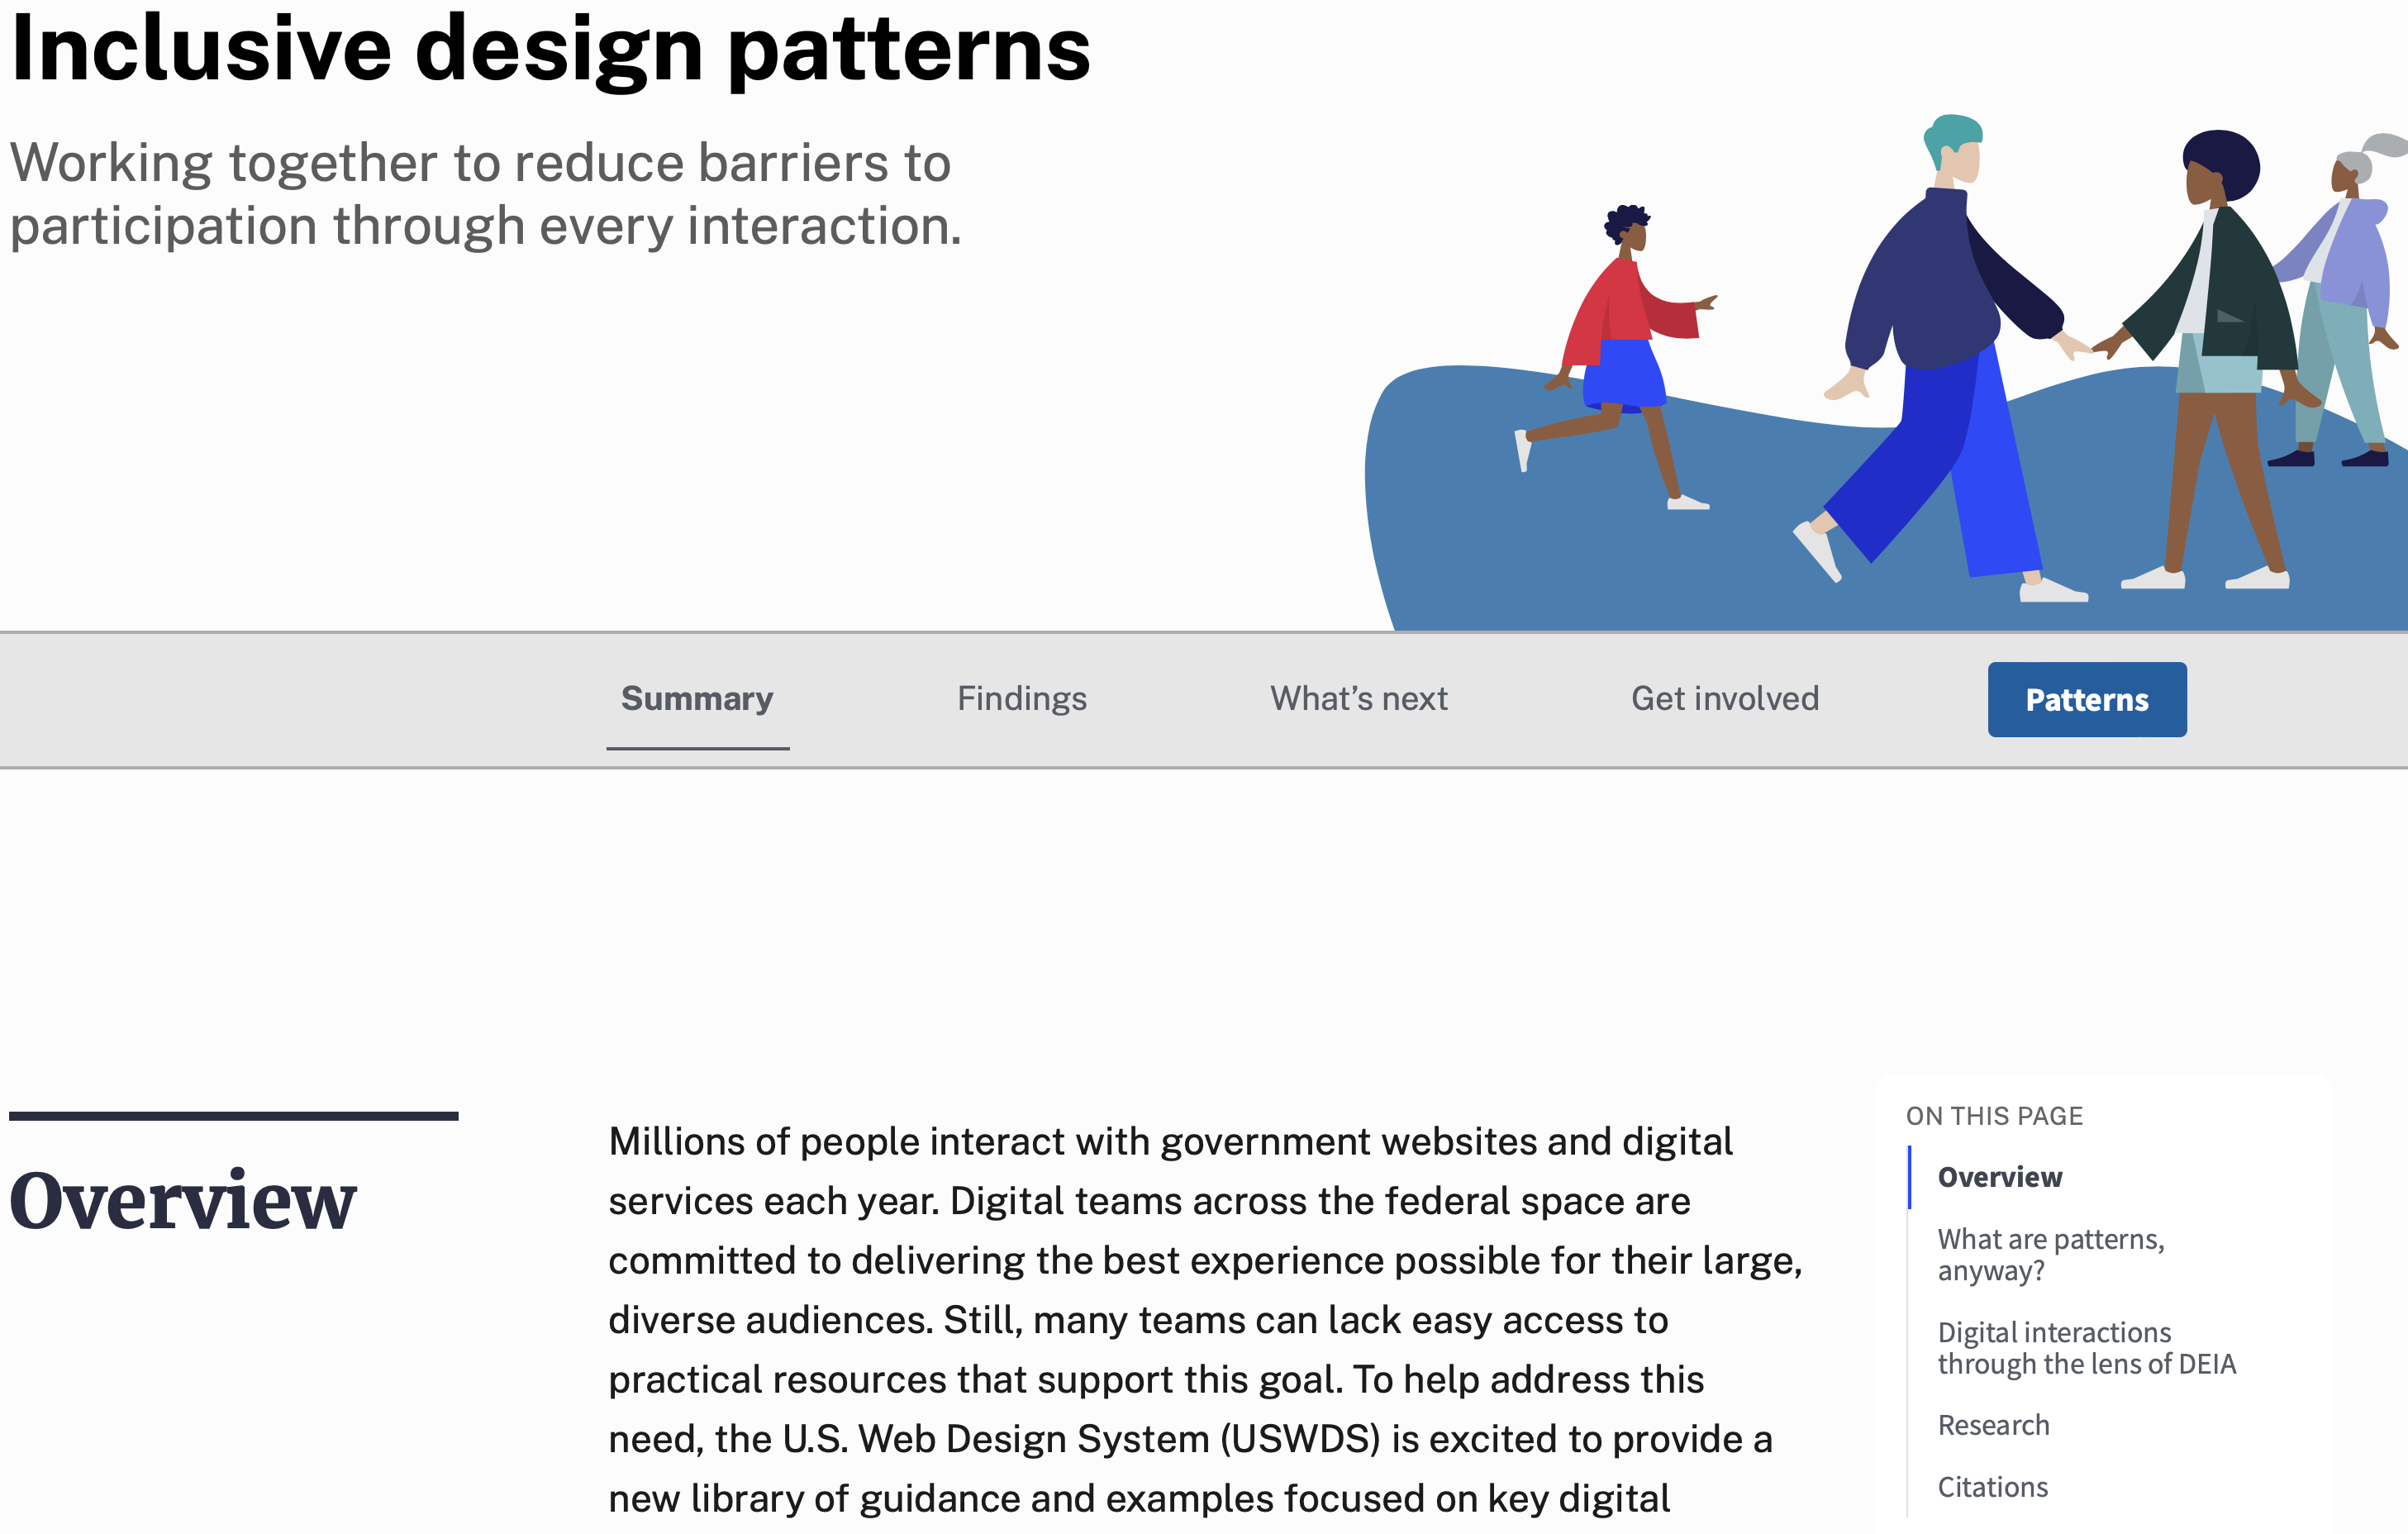 Inclusive design patterns
Working together to reduce barriers to
participation through every interaction.
Summary
Findings
What’s next
Get involved
Patterns
Overview
Millions of people interact with government websites and digital
services each year. Digital teams across the federal space are
committed to delivering the best experience possible for their large,
diverse audiences. Still, many teams can lack easy access to
practical resources that support this goal. To help address this
need, the U.S. Web Design System (USWDS) is excited to provide a
new library of guidance and examples focused on key digital
ON THIS PAGE
Overview
What are patterns,
anyway?
Digital interactions
through the lens of DEIA
Research
Citations